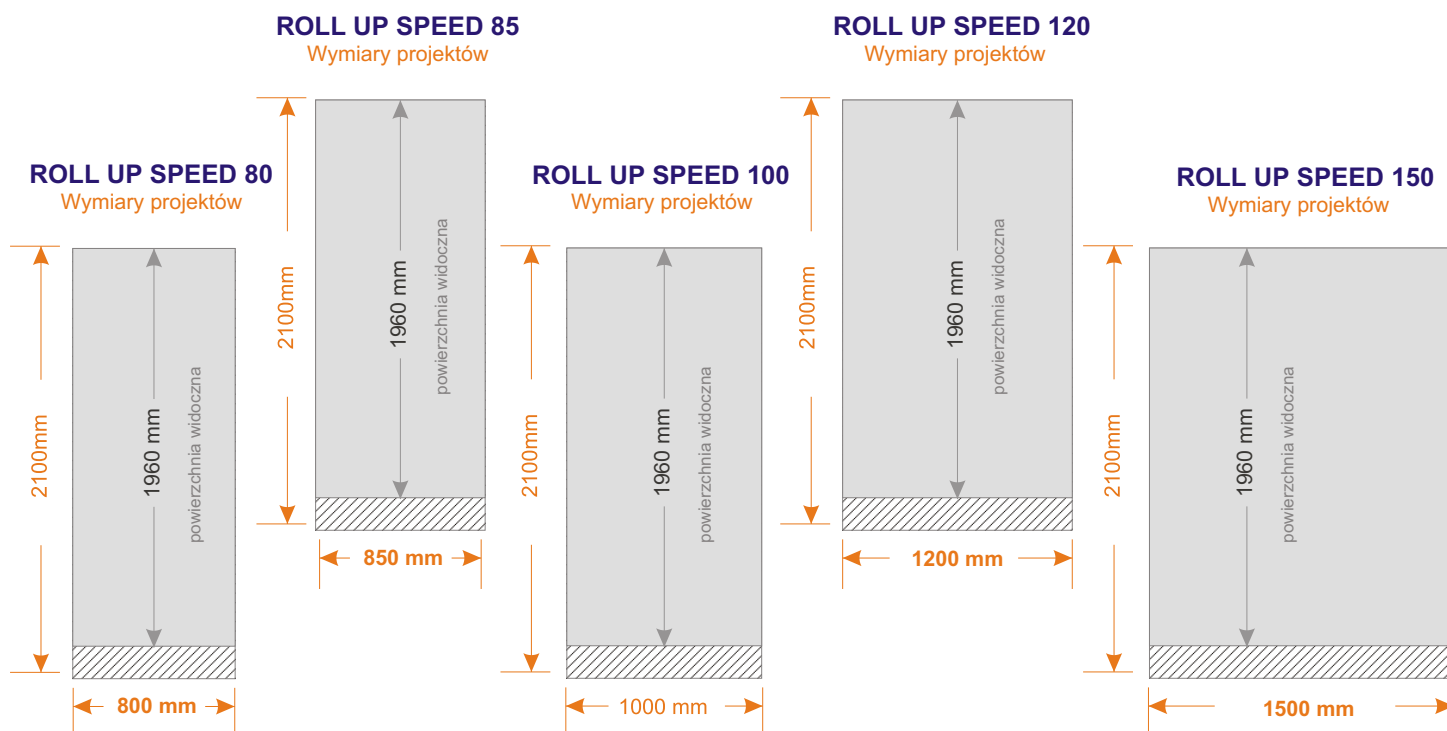 ROLL UP SPEED 80
Wymiary projektów
2100mm
1960 mm
powierzchnia widoczna
800 mm
ROLL UP SPEED 85
Wymiary projektów
2100mm
1960 mm
powierzchnia widoczna
850 mm
ROLL UP SPEED 100
Wymiary projektów
2100mm
1960 mm
powierzchnia widoczna
1000 mm
ROLL UP SPEED 120
Wymiary projektów
2100mm
1960 mm
powierzchnia widoczna
1200 mm
ROLL UP SPEED 150
Wymiary projektów
2100mm
1960 mm
powierzchnia widoczna
1500 mm